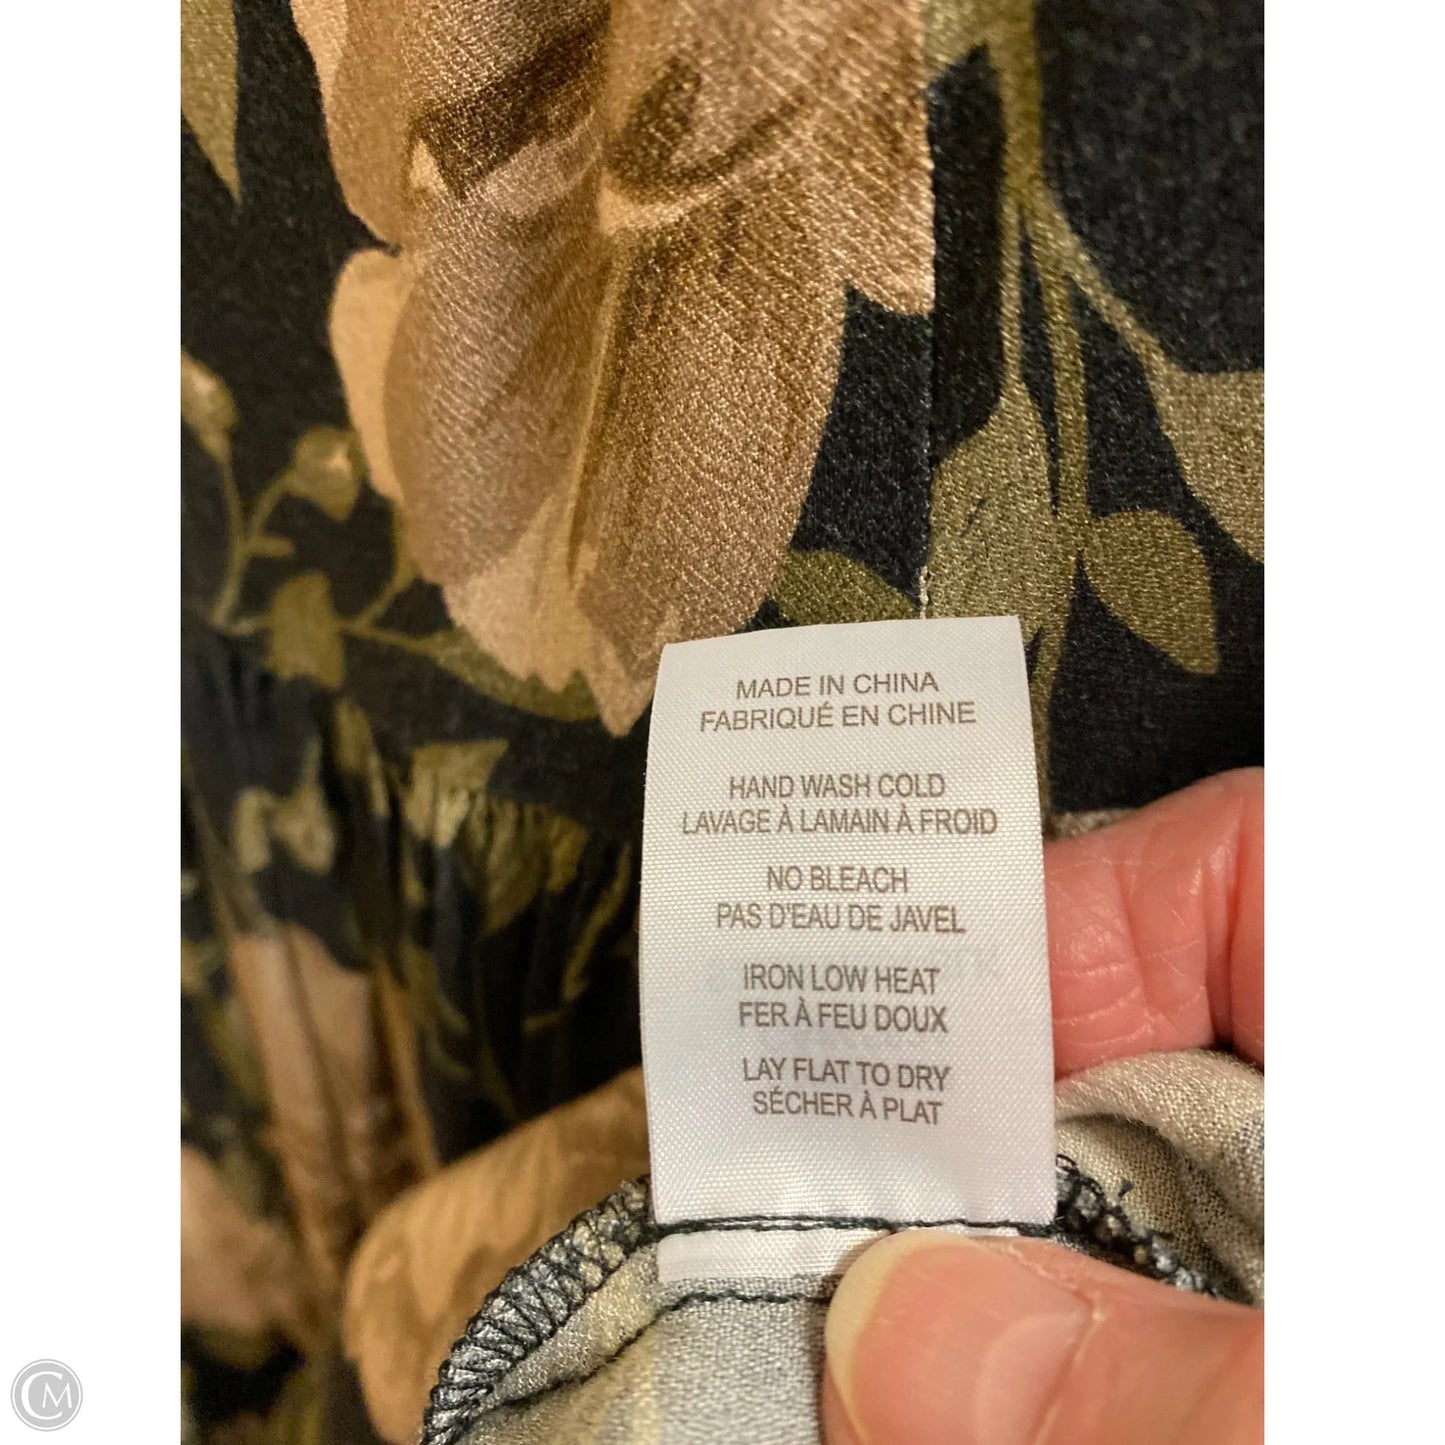 MADE IN CHINA
FABRIQUÉ EN CHINE
HAND WASH COLD
LAVAGE À LAMAIN À FROID
NO BLEACH
PAS D'EAU DE JAVEL
IRON LOW HEAT
FER À FEU DOUX
LAY FLAT TO DRY
SÉCHER À PLAT
CM